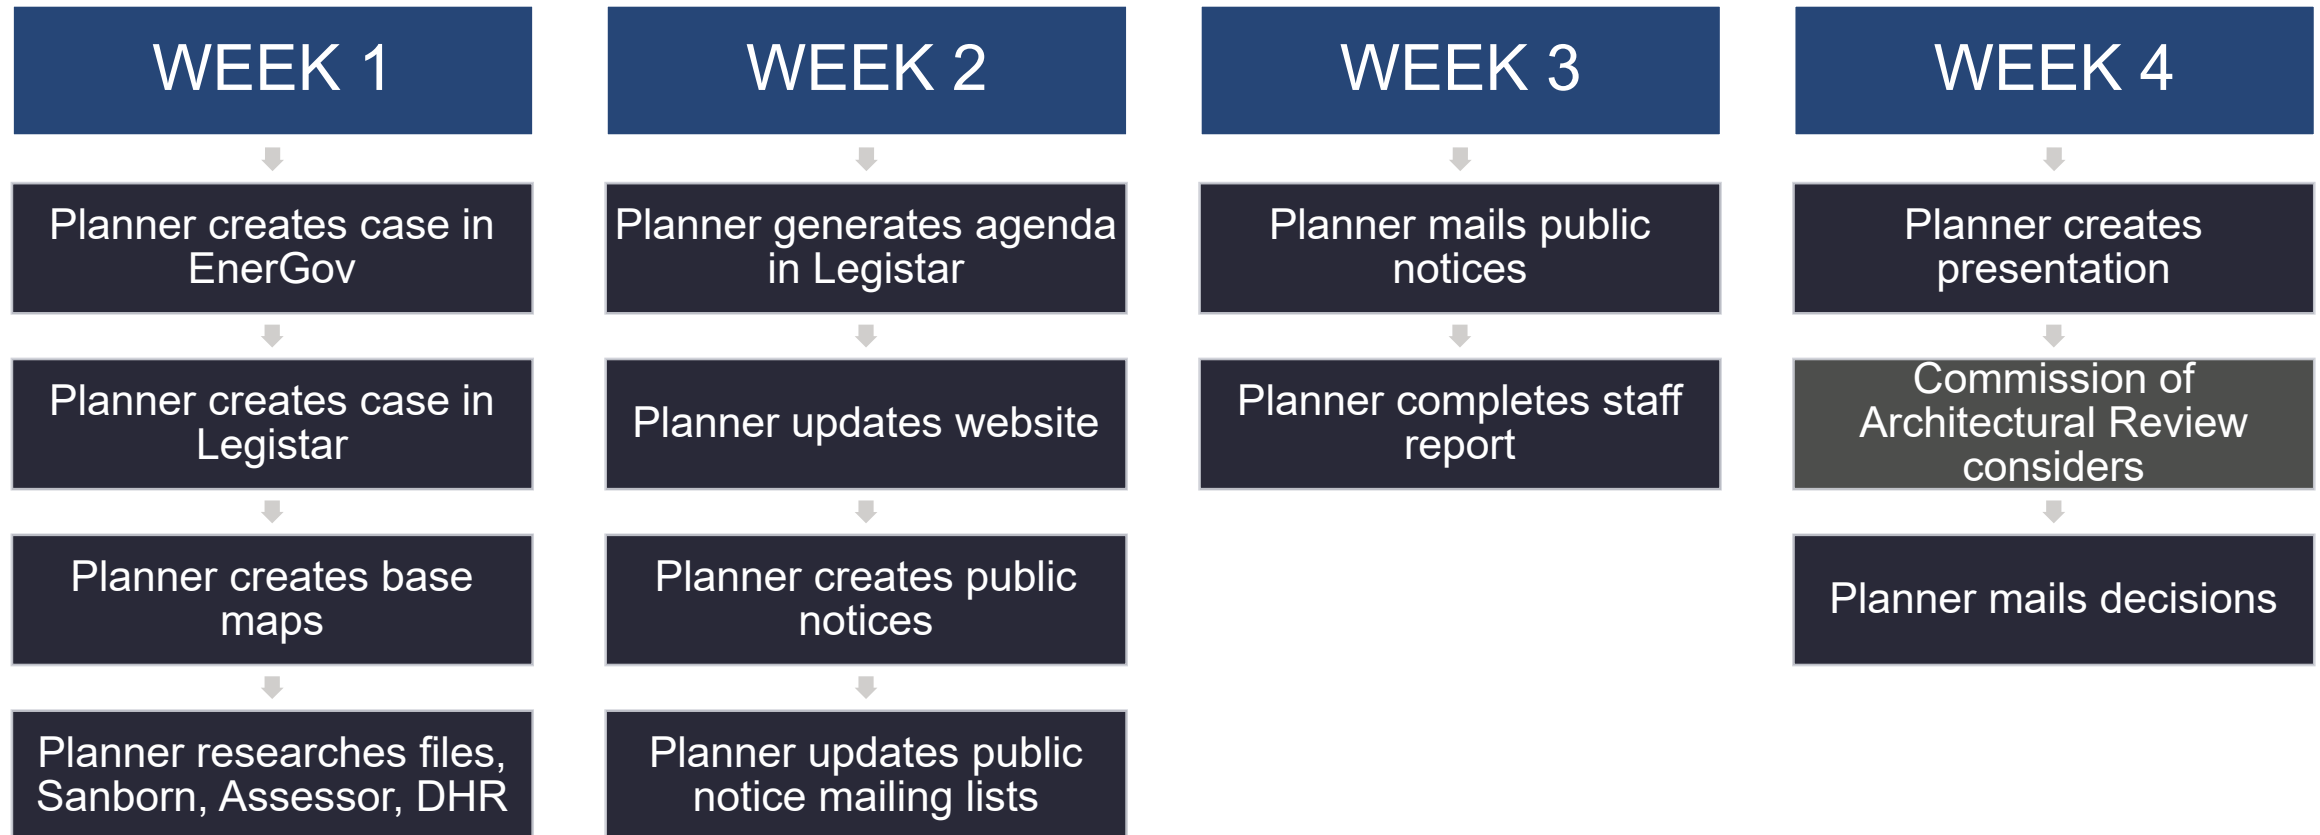 WEEK 1
Planner creates case in
EnerGov
Planner creates case in
Legistar
Planner creates base
maps
Planner researches files,
Sanborn, Assessor, DHR
WEEK 2
Planner generates agenda
in Legistar
Planner updates website
Planner creates public
notices
Planner updates public
notice mailing lists
WEEK 3
Planner mails public
notices
Planner completes staff
report
WEEK 4
Planner creates
presentation
Commission of
Architectural Review
considers
Planner mails decisions